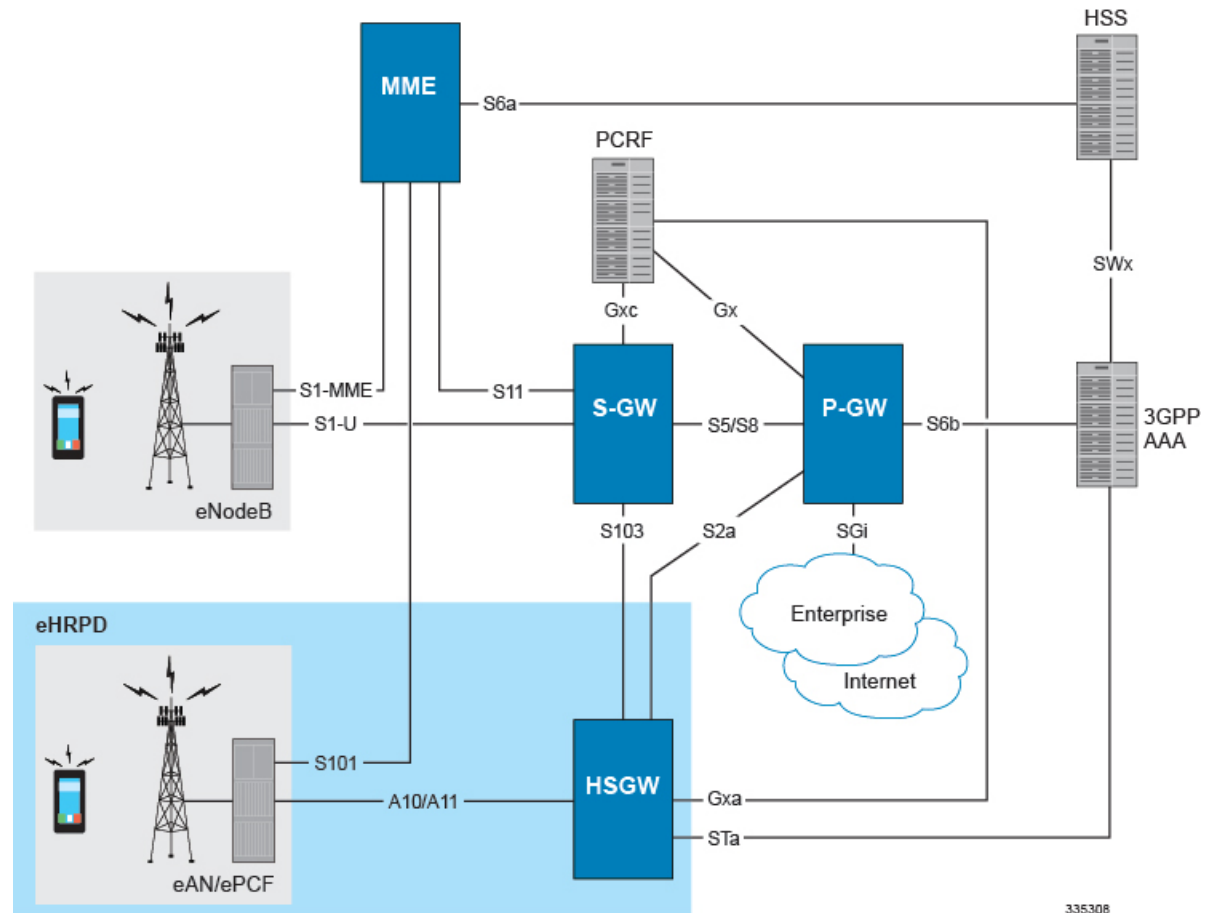 HSS
MME
S6a
PCRF
SWx
Gxc
Gx
S1-MME
S11
S-GW
P-GW
S1-U
S5/S8
S6b
3GPP
AAA
eNodeB
S103
S2a
SGi
Enterprise
Internet
eHRPD
S101
HSGW
A10/A11
Gxa
STa
eAN/ePCF
335308